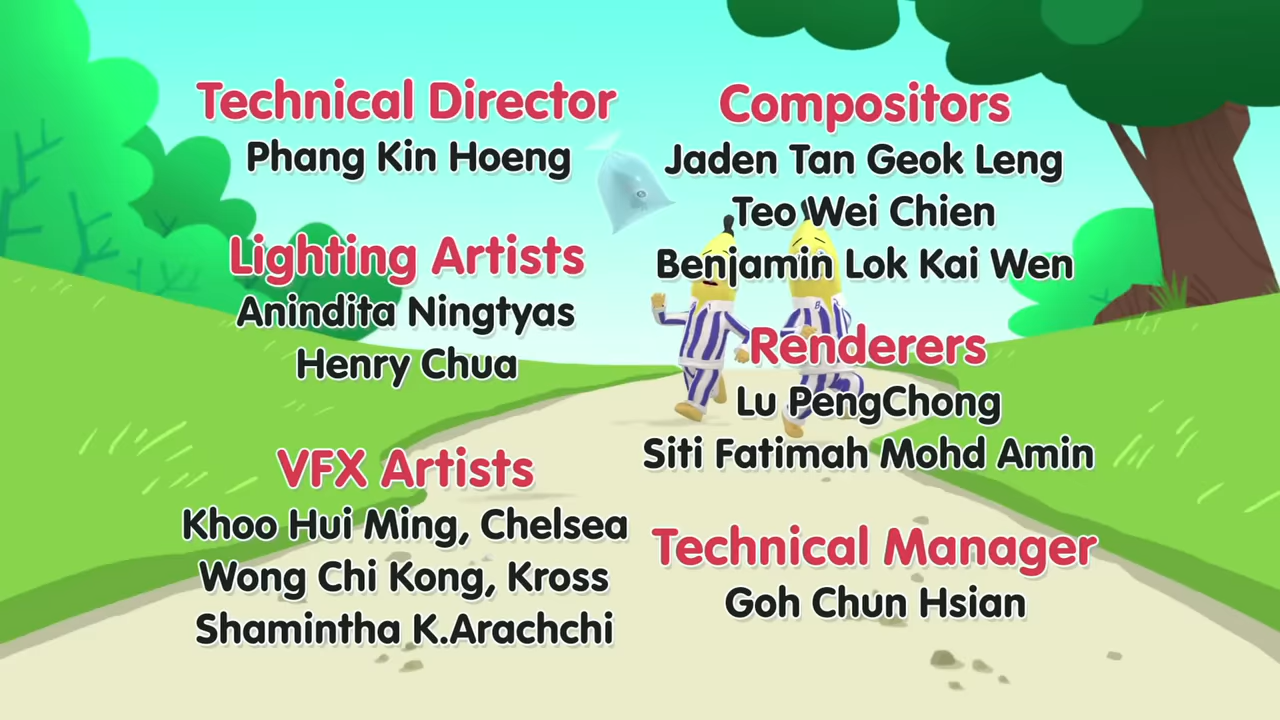 Technical Director
Phang Kin Hoeng
Lighting Artists
Anindita Ningtyas
Henry Chua
VFX Artists
Khoo Hui Ming, Chelsea
Wong Chi Kong, Kross
Shamintha K.Arachchi
Compositors
Jaden Tan Geok Leng
Teo Wei Chien
Benjamin Lok Kai Wen
Renderers
Lu PengChong
Siti Fatimah Mohd Amin
Technical Manager
Goh Chun Hsian